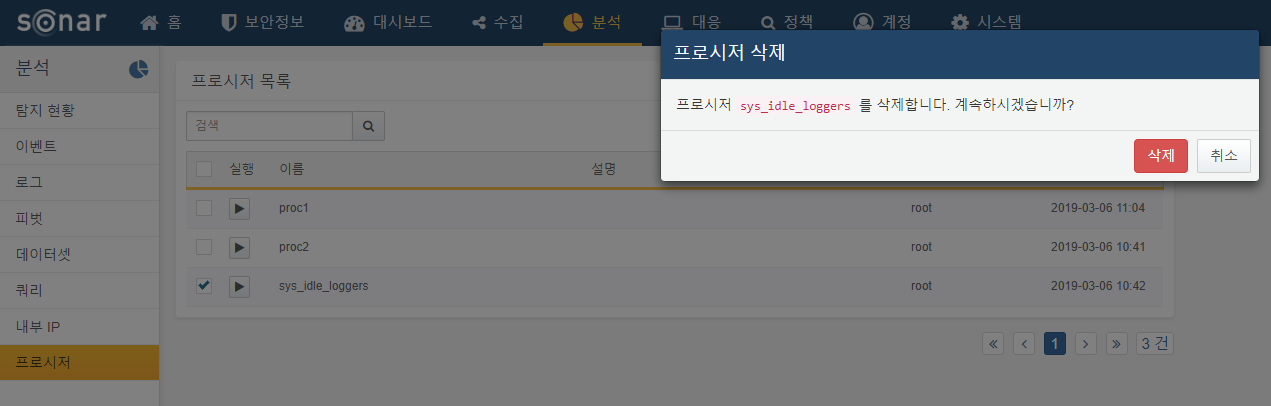 sonar 홈 보안정보 대시보드 수집 분석 대응 정책 계정 시스템
프로시저 삭제
프로시저 sys_idle_loggers 를 삭제합니다. 계속하시겠습니까?
삭제 취소
분석
탐지 현황
이벤트
로그
피벗
데이터셋
쿼리
내부 IP
프로시저
프로시저 목록
검색
실행 이름 설명
proc1 root 2019-03-06 11:04
proc2 root 2019-03-06 10:41
sys_idle_loggers root 2019-03-06 10:42
« ‹ 1 › » 3 건